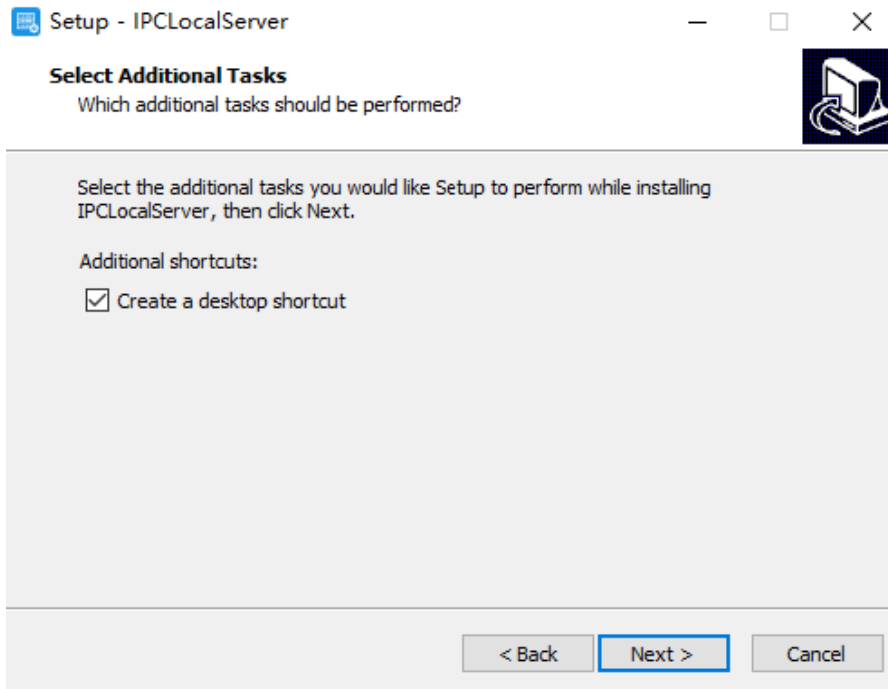 Setup - IPCLocalServer
Select Additional Tasks
Which additional tasks should be performed?
Select the additional tasks you would like Setup to perform while installing
IPCLocalServer, then click Next.
Additional shortcuts:
Create a desktop shortcut
< Back
Next >
Cancel